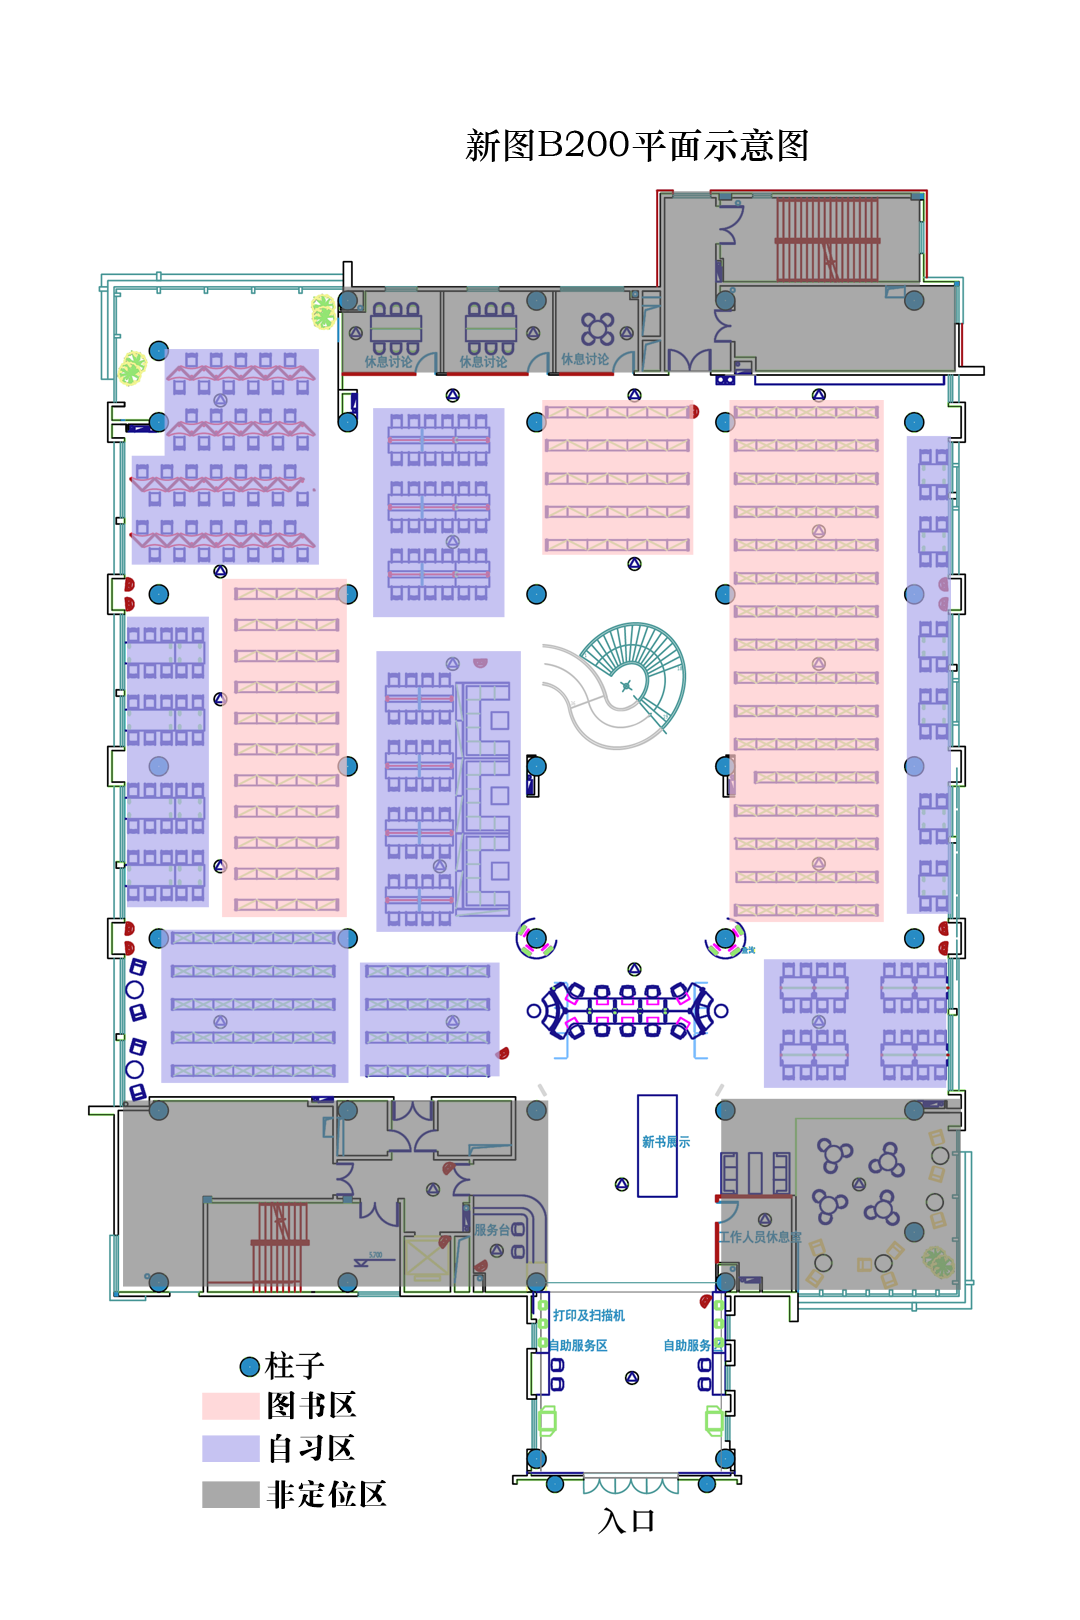 新图B200平面示意图
休息讨论
休息讨论
休息讨论
新书展示
服务台
工作人员休息室
5,700
打印及扫描机
自助服务区
自助服务区
柱子
图书区
自习区
非定位区
入口